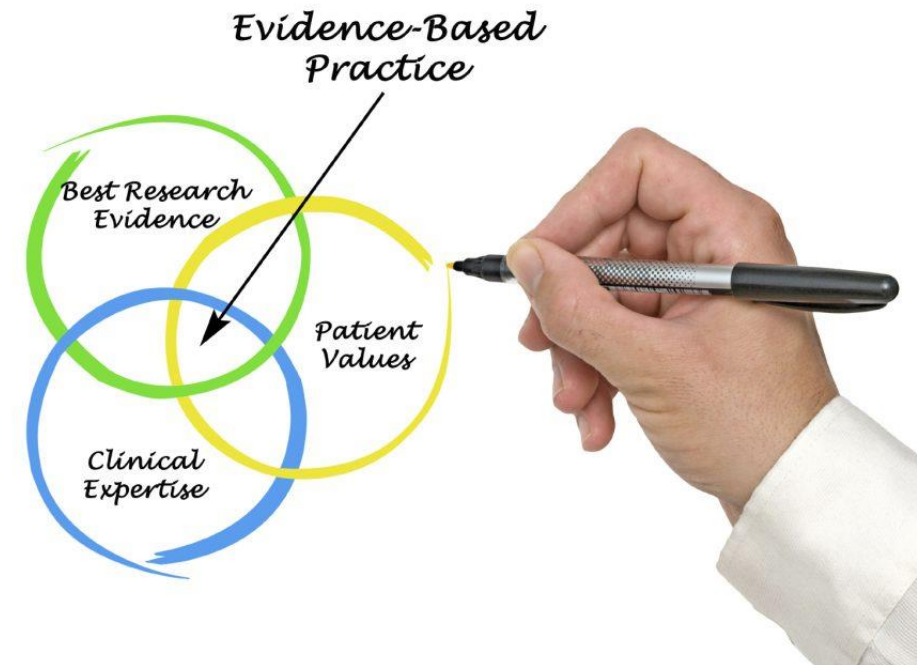 Evidence-Based
Practice
Best Research
Evidence
Patient
Values
Clinical
Expertise